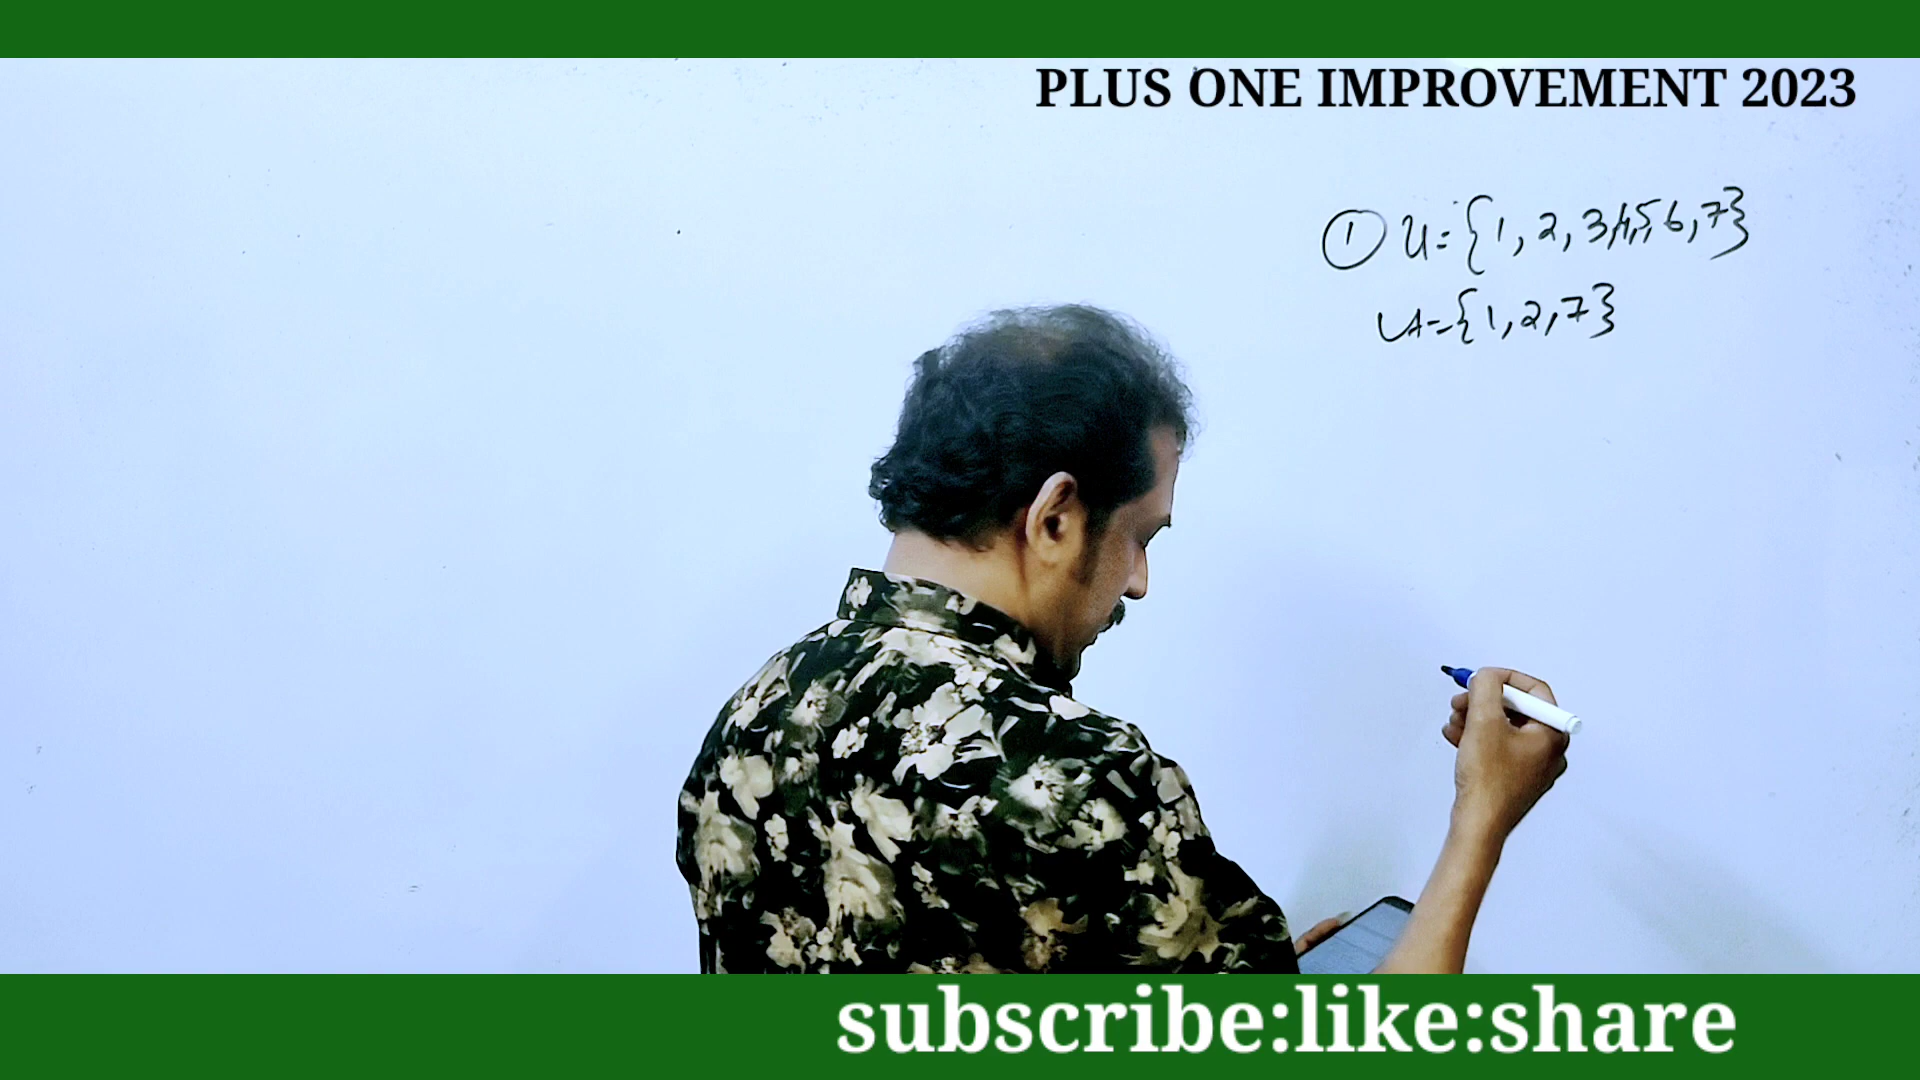 PLUS ONE IMPROVEMENT 2023
① U={1, 2, 3,4,5,6,7}
A={1,2,7}
subscribe:like:share